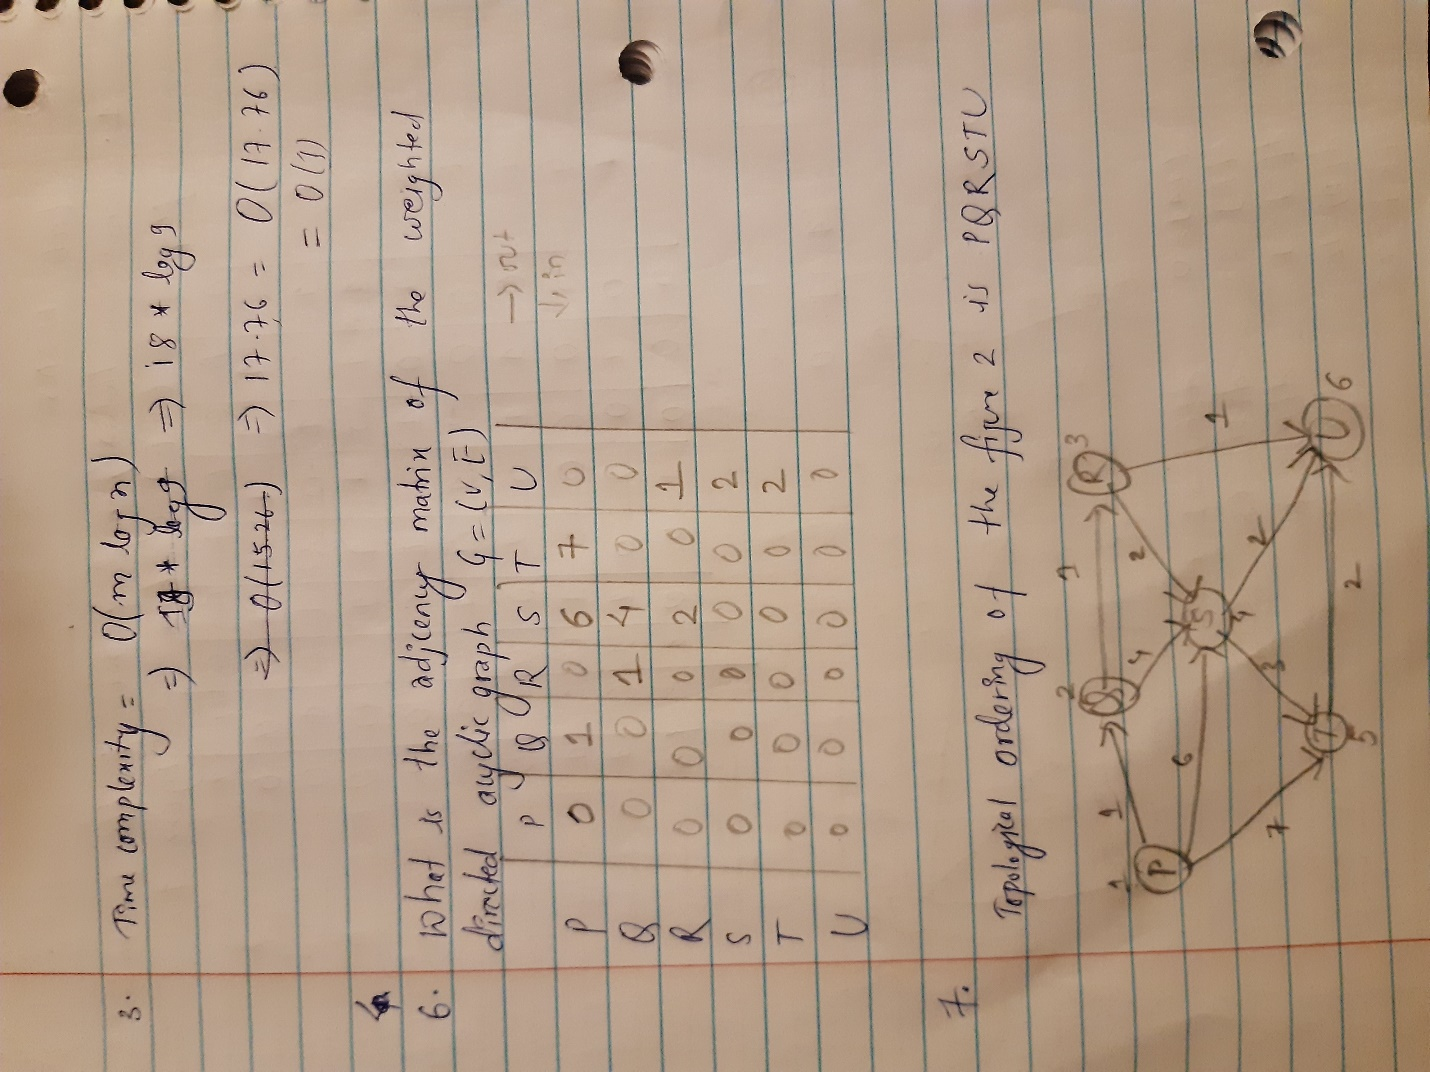 3. Time complexity = O(m log n)
=> 18 * log 9 => 18 * log 9
=> O(15.26) => 17.76 = O(17.76)
= O(1)
6. What is the adjcency matrix of the weighted
directed acyclic graph G = (V, E)
→ out
↓ in
P Q R S T U
P 0 1 0 6 7 0
Q 0 0 1 4 0 0
R 0 0 0 2 0 1
S 0 0 0 0 0 2
T 0 0 0 0 0 2
U 0 0 0 0 0 0
7. Topological ordering of the figure 2 is PQRSTU
2 1 3
Q R
1 1
P 4 2 1
6 S
4 2
7 3
T U 6
5 2